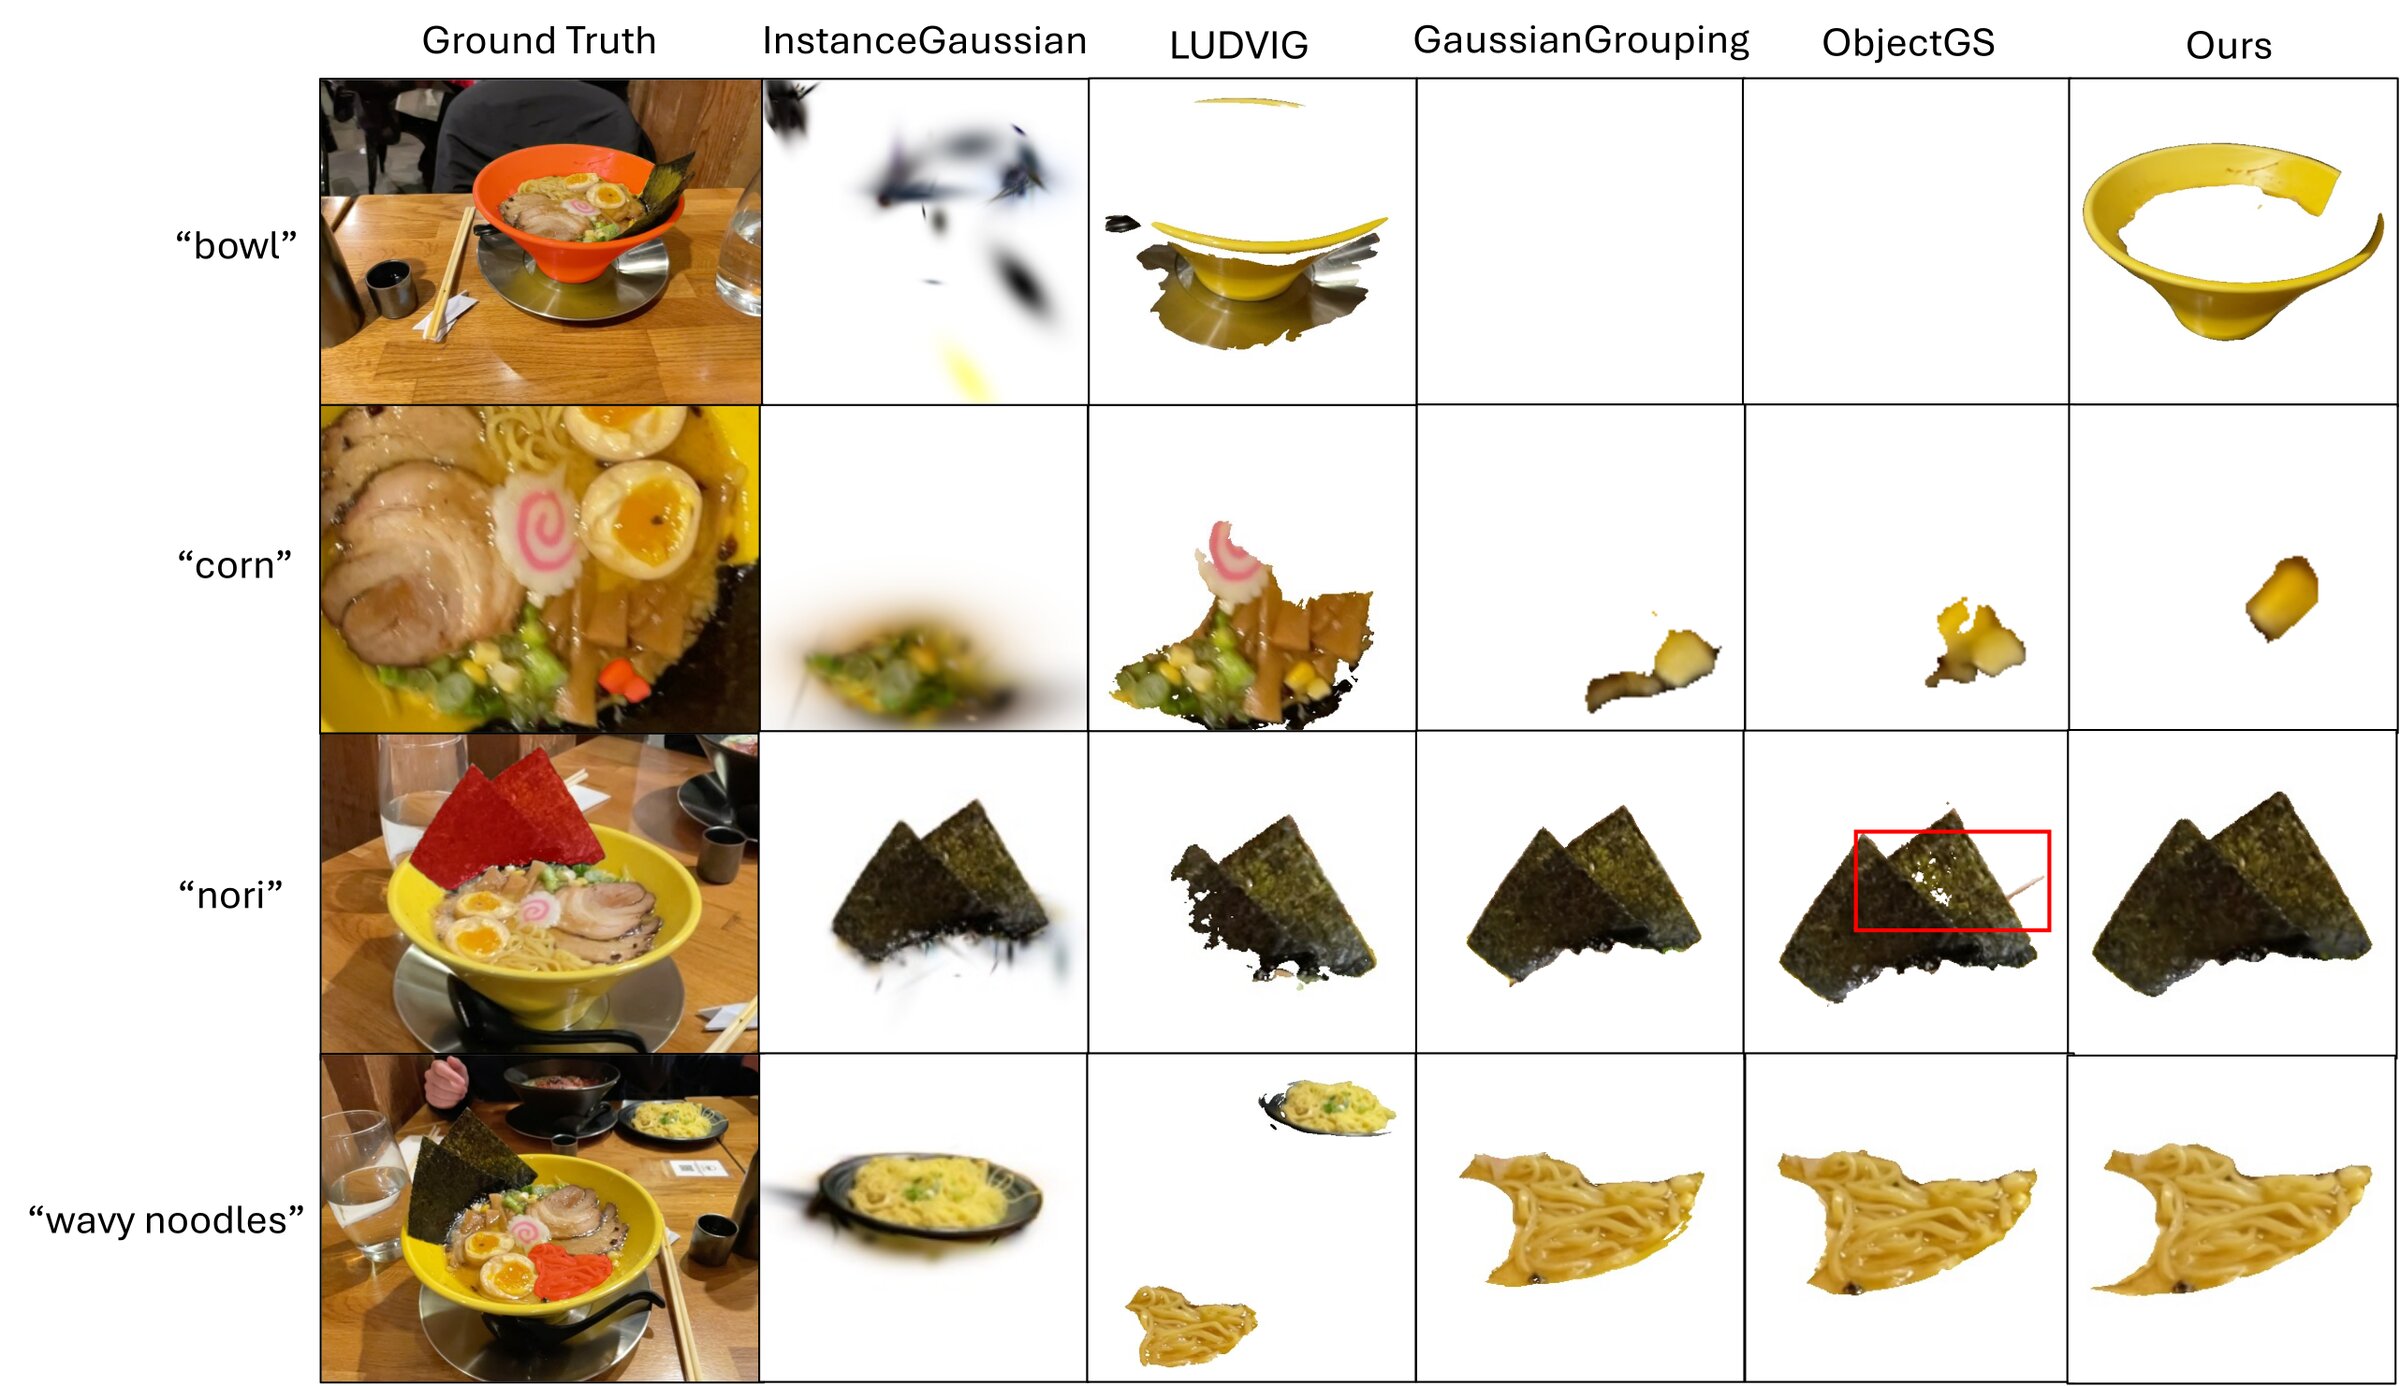 Ground Truth InstanceGaussian LUDVIG GaussianGrouping ObjectGS Ours
“bowl”
“corn”
“nori”
“wavy noodles”